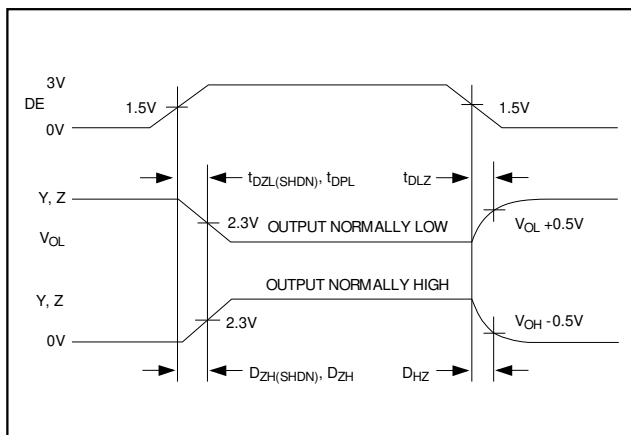 3V
DE
1.5V
1.5V
0V
tDZL(SHDN), tDPL
tDLZ
Y, Z
2.3V
OUTPUT NORMALLY LOW
VOL +0.5V
VOL
OUTPUT NORMALLY HIGH
Y, Z
2.3V
VOH -0.5V
0V
DZH(SHDN), DZH
DHZ